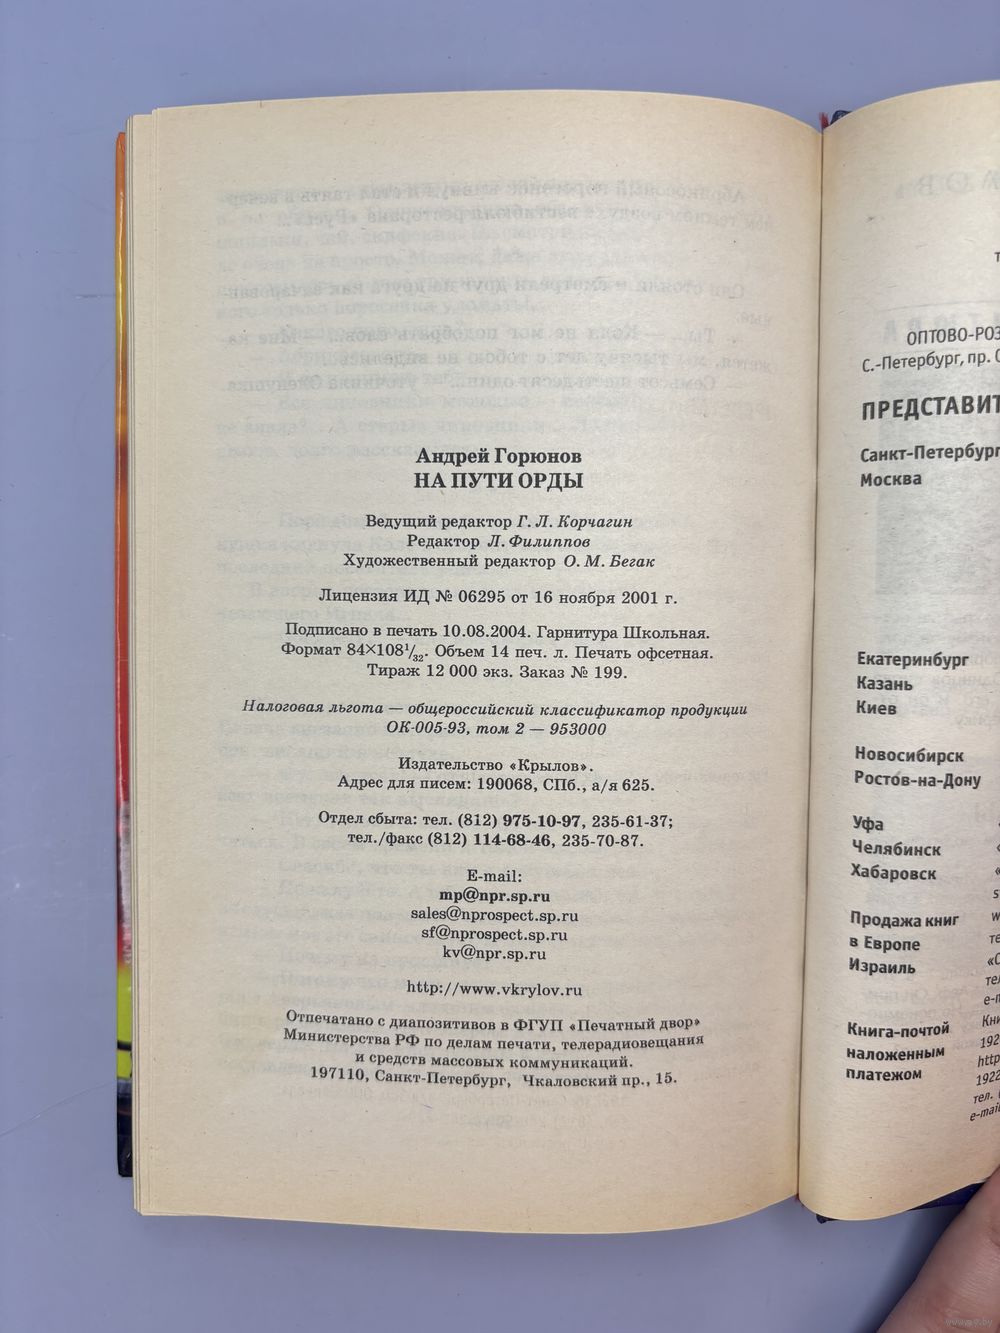 Андрей Горюнов
НА ПУТИ ОРДЫ
Ведущий редактор Г. Л. Корчагин
Редактор Л. Филиппов
Художественный редактор О. М. Бегак
Лицензия ИД № 06295 от 16 ноября 2001 г.
Подписано в печать 10.08.2004. Гарнитура Школьная.
Формат 84×108¹/₃₂. Объем 14 печ. л. Печать офсетная.
Тираж 12 000 экз. Заказ № 199.
Налоговая льгота — общероссийский классификатор продукции
ОК-005-93, том 2 — 953000
Издательство «Крылов».
Адрес для писем: 190068, СПб., а/я 625.
Отдел сбыта: тел. (812) 975-10-97, 235-61-37;
тел./факс (812) 114-68-46, 235-70-87.
E-mail:
mp@npr.sp.ru
sales@nprospect.sp.ru
sf@nprospect.sp.ru
kv@npr.sp.ru
http://www.vkrylov.ru
Отпечатано с диапозитивов в ФГУП «Печатный двор»
Министерства РФ по делам печати, телерадиовещания
и средств массовых коммуникаций.
197110, Санкт-Петербург, Чкаловский пр., 15.
ОПТОВО-РОЗ
С.-Петербург, пр. О
ПРЕДСТАВИТ
Санкт-Петербург
Москва
Екатеринбург
Казань
Киев
Новосибирск
Ростов-на-Дону
Уфа
Челябинск
Хабаровск
Продажа книг
в Европе
Израиль
Книга-почтой
наложенным
платежом
192
http
1922
тел.
e-mail